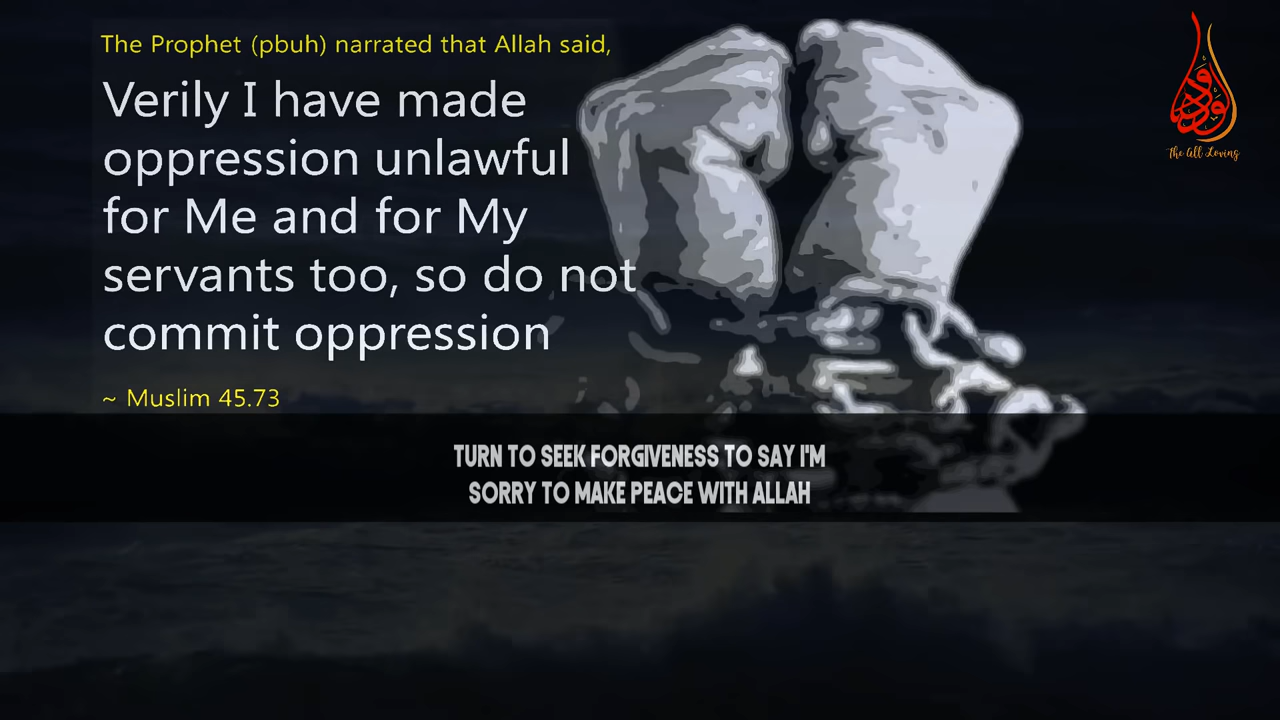 The Prophet (pbuh) narrated that Allah said,
Verily I have made
oppression unlawful
for Me and for My
servants too, so do not
commit oppression
~ Muslim 45.73
TURN TO SEEK FORGIVENESS TO SAY I'M
SORRY TO MAKE PEACE WITH ALLAH
The All Loving